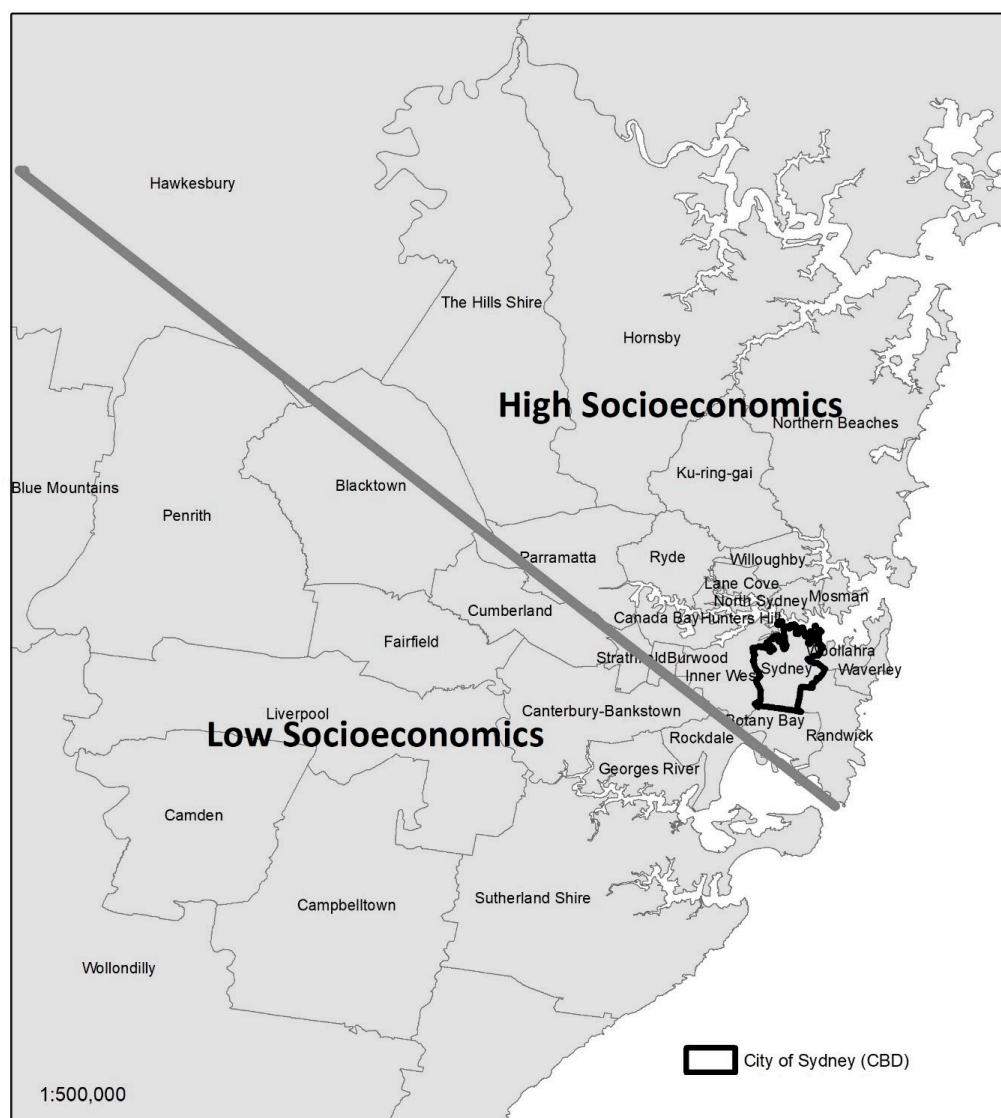 Hawkesbury
The Hills Shire
Hornsby
High Socioeconomics
Northern Beaches
Ku-ring-gai
Blue Mountains
Penrith
Blacktown
Parramatta
Ryde
Willoughby
Lane Cove
North Sydney
Mosman
Cumberland
Canada Bay
Hunters Hill
Fairfield
Strathfield
Burwood
Woollahra
Inner West
Sydney
Waverley
Liverpool
Canterbury-Bankstown
Botany Bay
Low Socioeconomics
Rockdale
Randwick
Georges River
Camden
Campbelltown
Sutherland Shire
Wollondilly
City of Sydney (CBD)
1:500,000